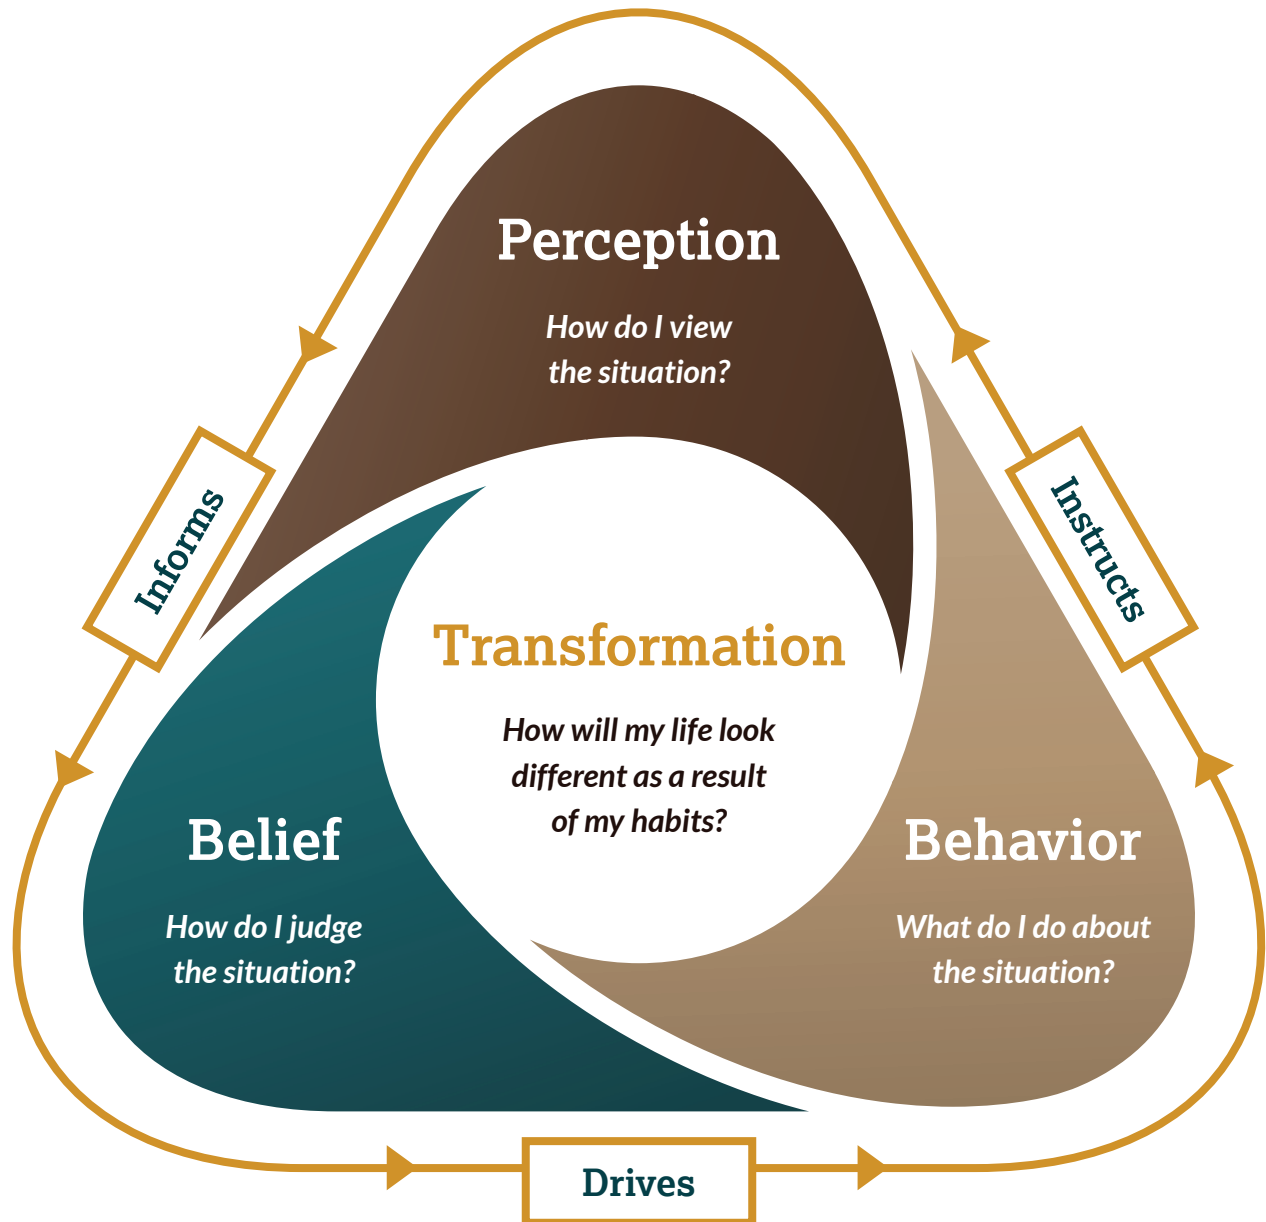 Perception
How do I view
the situation?
Informs
Instructs
Transformation
How will my life look
different as a result
of my habits?
Belief
How do I judge
the situation?
Behavior
What do I do about
the situation?
Drives